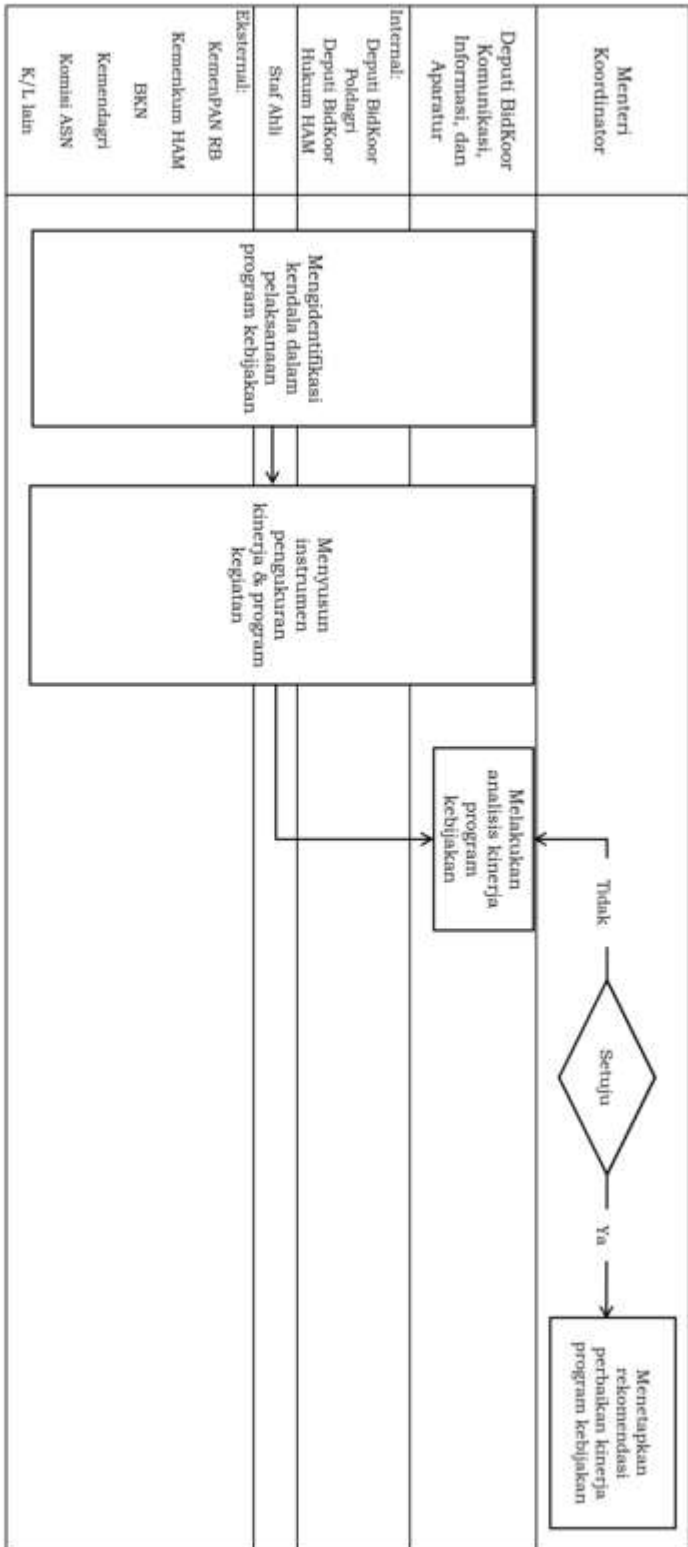 Menteri
Koordinator
Deputi BidKoor
Komunikasi,
Informasi, dan
Aparatur
Internal:
Deputi BidKoor
Poldagri
Deputi BidKoor
Hukum HAM
Staf Ahli
Eksternal:
KemenPAN RB
Kemenkum HAM
BKN
Kemendagri
Komisi ASN
K/L lain
Mengidentifikasi
kendala dalam
pelaksanaan
program kebijakan
Menyusun
instrumen
pengukuran
kinerja & program
kegiatan
Melakukan
analisis kinerja
program
kebijakan
Tidak
Setuju
Ya
Menetapkan
rekomendasi
perbaikan kinerja
program kebijakan